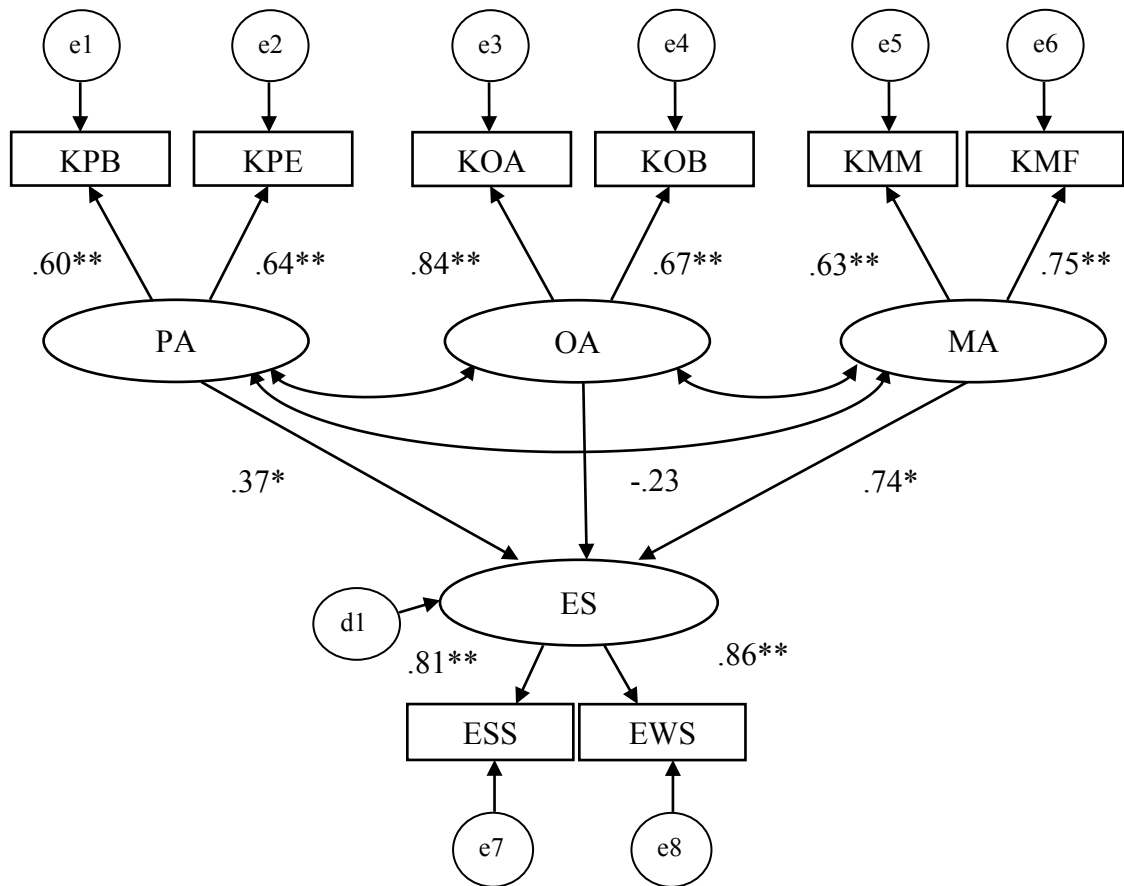 e1 e2 e3 e4 e5 e6
KPB KPE KOA KOB KMM KMF
.60** .64** .84** .67** .63** .75**
PA OA MA
.37* -.23 .74*
ES
d1
.81** .86**
ESS EWS
e7 e8